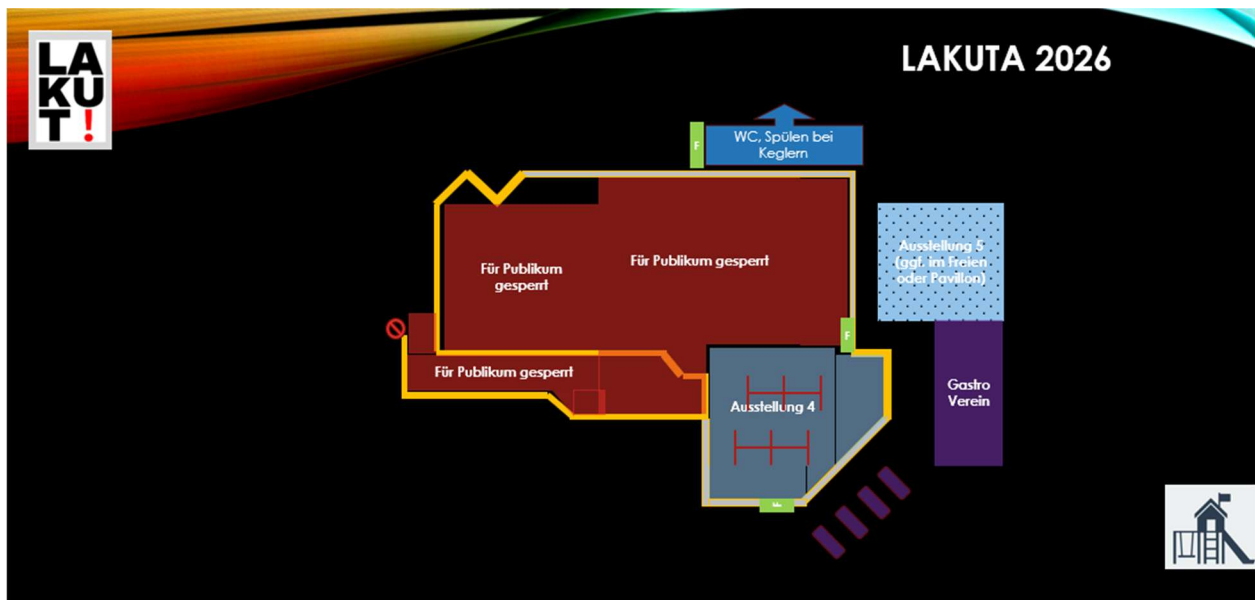 LA
KU
T!
LAKUTA 2026
F
WC, Spülen bei
Keglern
Für Publikum
gesperrt
Für Publikum gesperrt
Ausstellung 5
(ggf. im Freien
oder Pavillon)
F
Für Publikum gesperrt
Ausstellung 4
Gastro
Verein